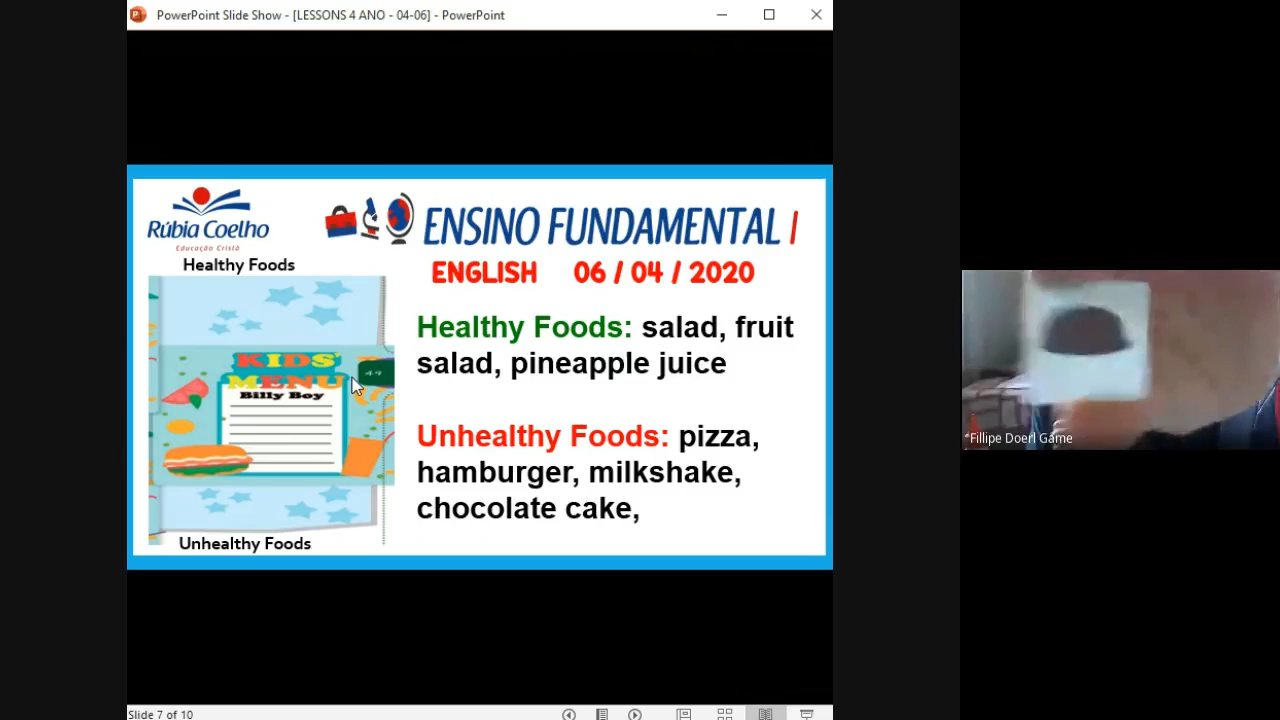 PowerPoint Slide Show - [LESSONS 4 ANO - 04-06] - PowerPoint
Rúbia Coelho
Educação Cristã
ENSINO FUNDAMENTAL I
ENGLISH 06 / 04 / 2020
Healthy Foods
KIDS'
MENU
Billy Boy
49
Unhealthy Foods
Healthy Foods: salad, fruit
salad, pineapple juice
Unhealthy Foods: pizza,
hamburger, milkshake,
chocolate cake,
Fillipe Doerl Game
Slide 7 of 10